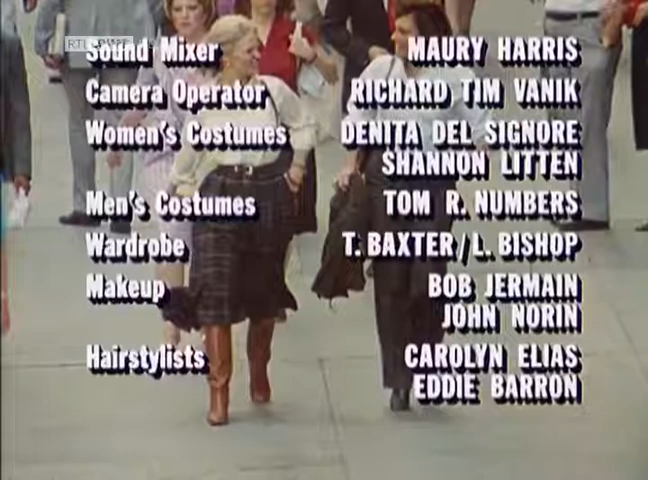 RTL
Sound Mixer MAURY HARRIS
Camera Operator RICHARD TIM VANIK
Women's Costumes DENITA DEL SIGNORE
SHANNON LITTEN
Men's Costumes TOM R. NUMBERS
Wardrobe T. BAXTER/L. BISHOP
Makeup BOB JERMAIN
JOHN NORIN
Hairstylists CAROLYN ELIAS
EDDIE BARRON